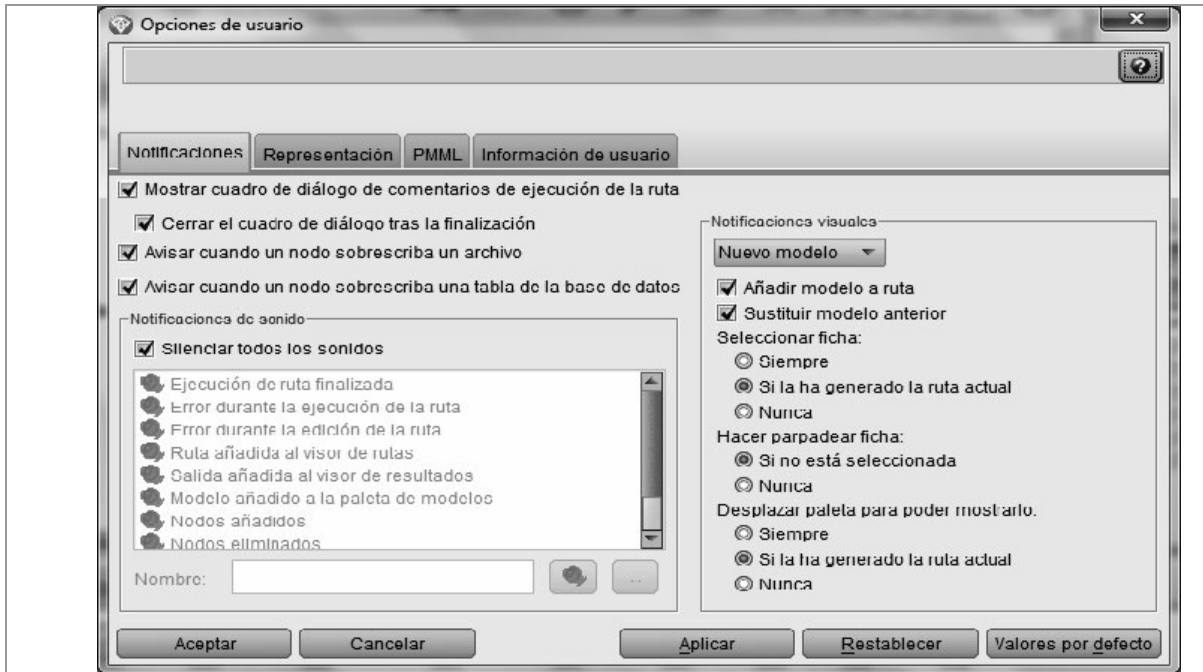 Opciones de usuario
Notificaciones Representación PMML Información de usuario
Mostrar cuadro de diálogo de comentarios de ejecución de la ruta
Cerrar el cuadro de diálogo tras la finalización
Avisar cuando un nodo sobrescriba un archivo
Avisar cuando un nodo sobrescriba una tabla de la base de datos
Notificaciones de sonido
Silenciar todos los sonidos
Ejecución de ruta finalizada
Error durante la ejecución de la ruta
Error durante la edición de la ruta
Ruta añadida al visor de rutas
Salida añadida al visor de resultados
Modelo añadido a la paleta de modelos
Nodos añadidos
Nodos eliminados
Nombre:
...
Notificaciones visuales
Nuevo modelo
Añadir modelo a ruta
Sustituir modelo anterior
Seleccionar ficha:
Siempre
Si la ha generado la ruta actual
Nunca
Hacer parpadear ficha:
Si no está seleccionada
Nunca
Desplazar paleta para poder mostrarlo:
Siempre
Si la ha generado la ruta actual
Nunca
Aceptar Cancelar Aplicar Restablecer Valores por defecto